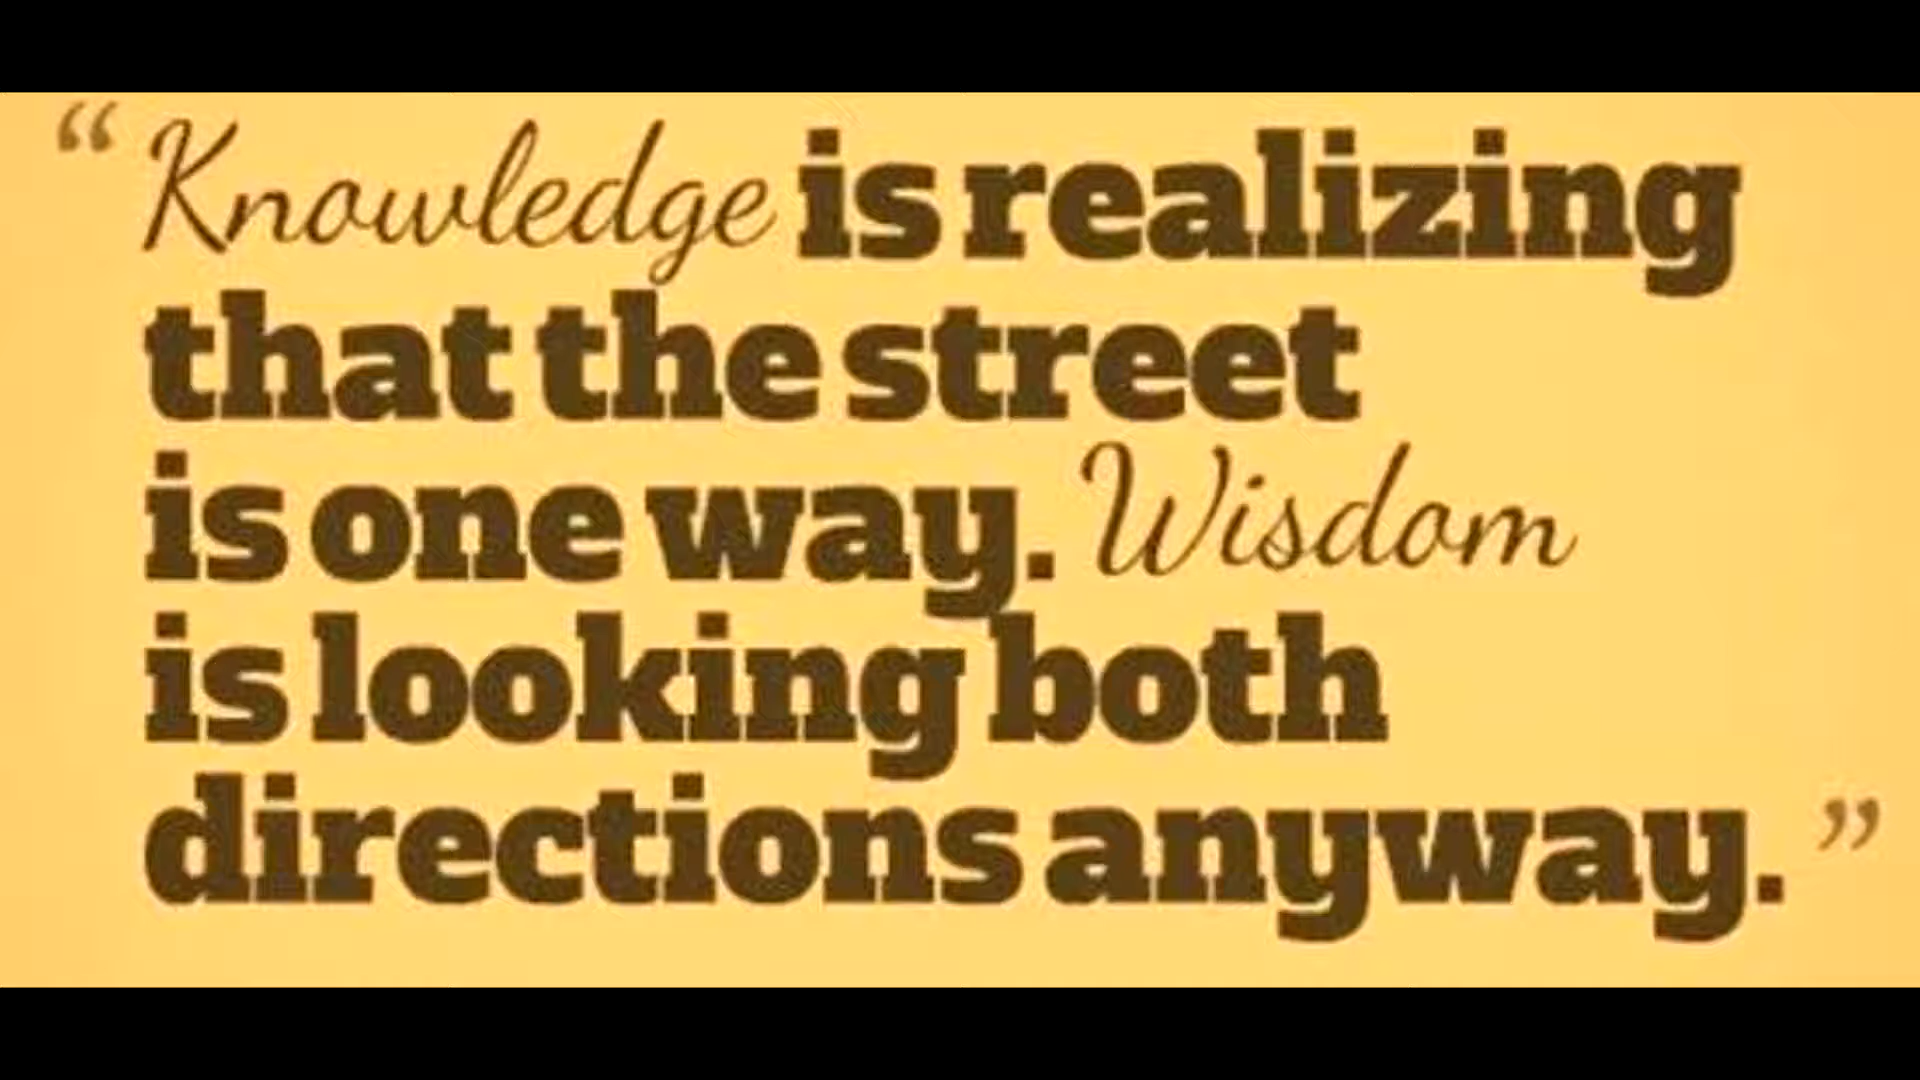 “ Knowledge is realizing
that the street
is one way. Wisdom
is looking both
directions anyway. ”